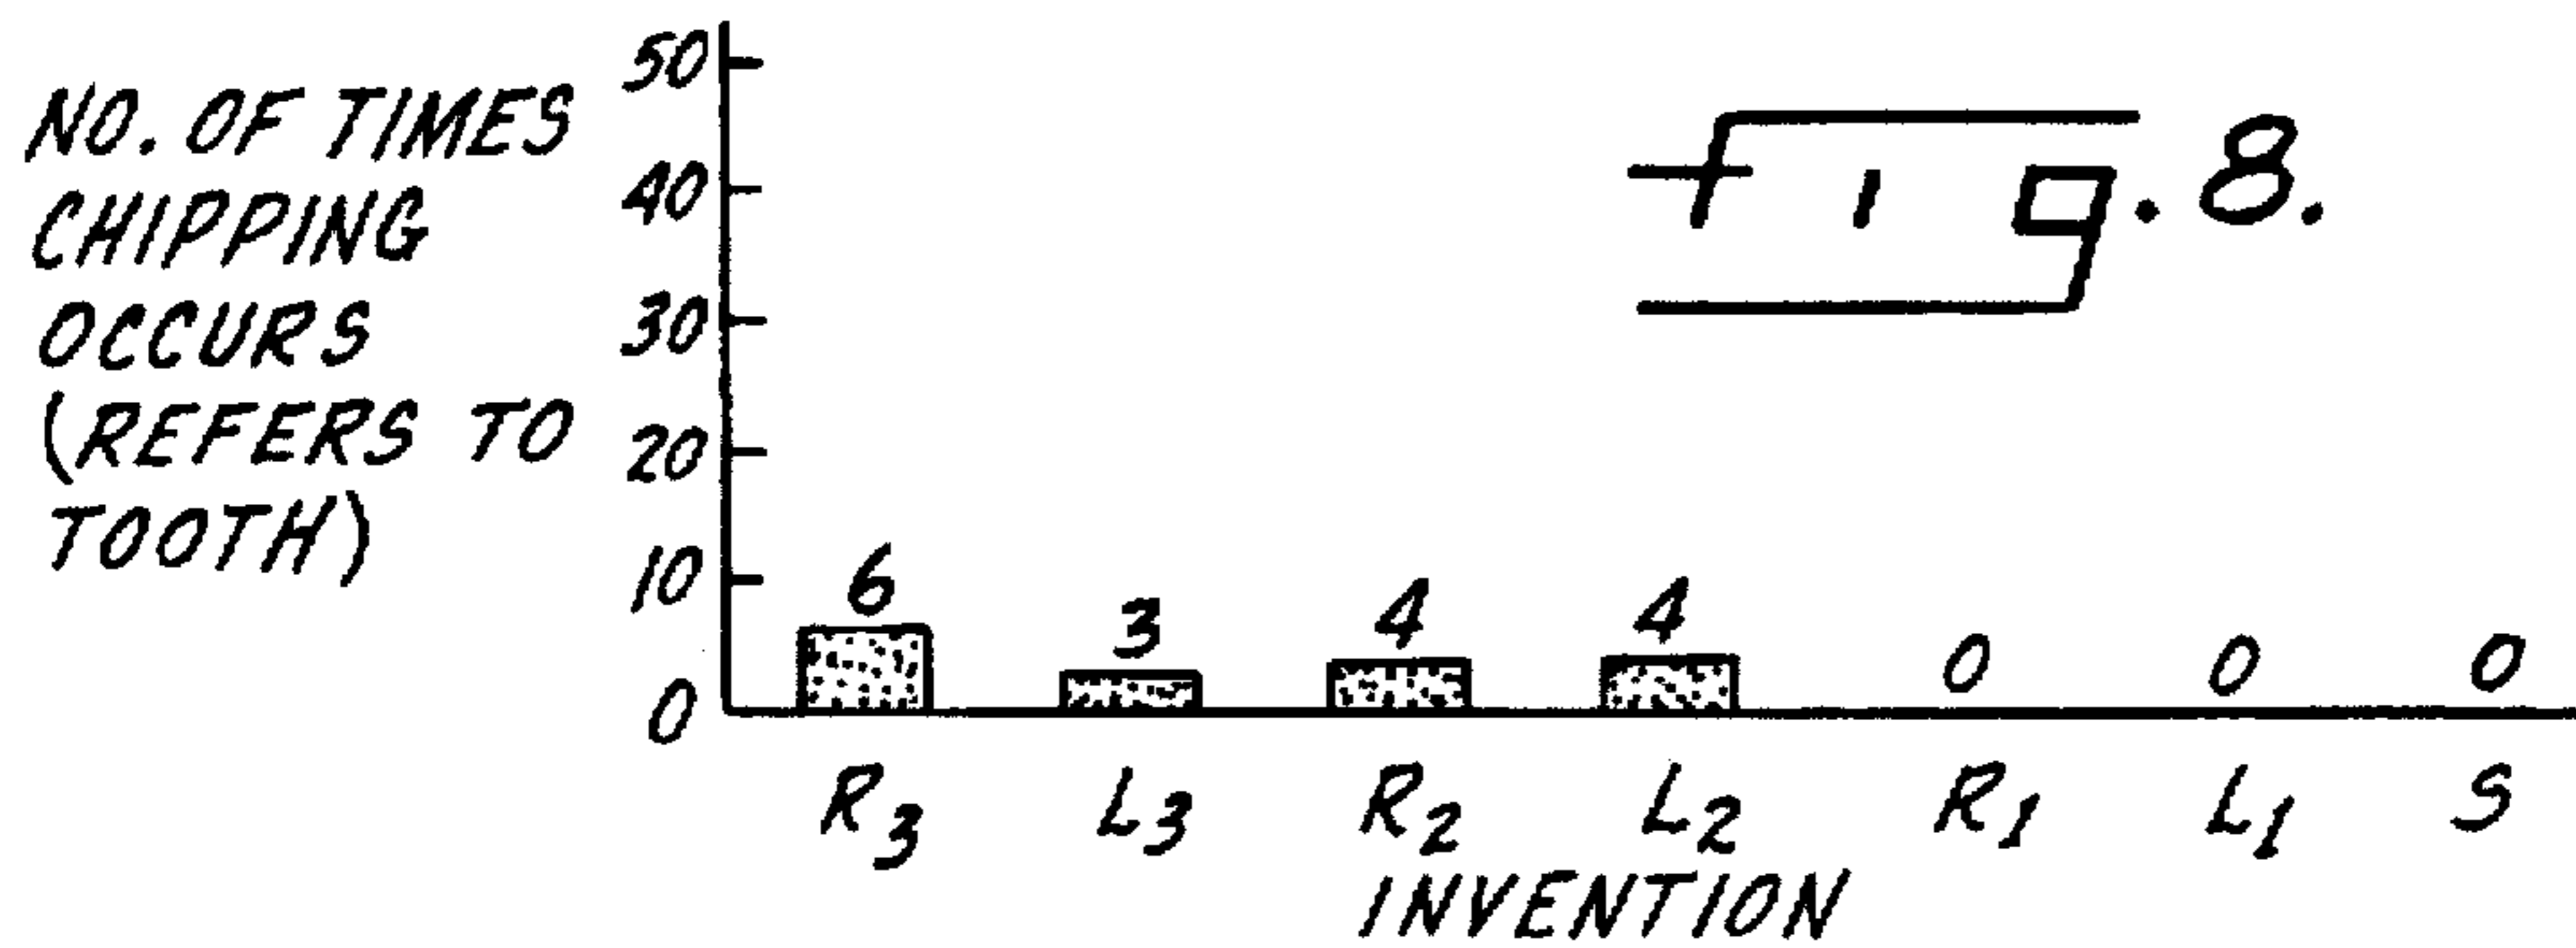 NO. OF TIMES
CHIPPING
OCCURS
(REFERS TO
TOOTH)
50
40
30
20
10
0
Fig. 8.
6 3 4 4 0 0 0
R3 L3 R2 L2 R1 L1 S
INVENTION